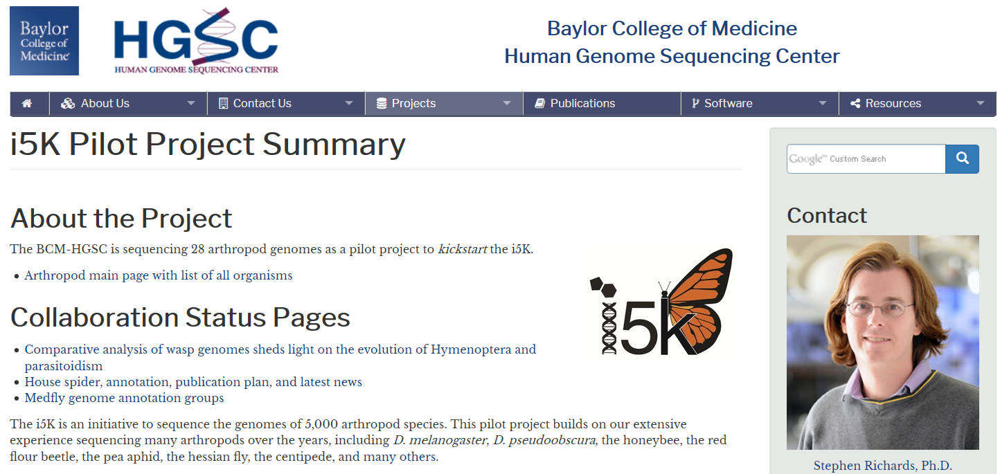 Baylor
College of
Medicine
HGSC
HUMAN GENOME SEQUENCING CENTER
Baylor College of Medicine
Human Genome Sequencing Center
About Us
Contact Us
Projects
Publications
Software
Resources
i5K Pilot Project Summary
Google™ Custom Search
About the Project
The BCM-HGSC is sequencing 28 arthropod genomes as a pilot project to kickstart the i5K.
Arthropod main page with list of all organisms
i5k
Collaboration Status Pages
Comparative analysis of wasp genomes sheds light on the evolution of Hymenoptera and
parasitoidism
House spider, annotation, publication plan, and latest news
Medfly genome annotation groups
The i5K is an initiative to sequence the genomes of 5,000 arthropod species. This pilot project builds on our extensive
experience sequencing many arthropods over the years, including D. melanogaster, D. pseudoobscura, the honeybee, the red
flour beetle, the pea aphid, the hessian fly, the centipede, and many others.
Contact
Stephen Richards, Ph.D.